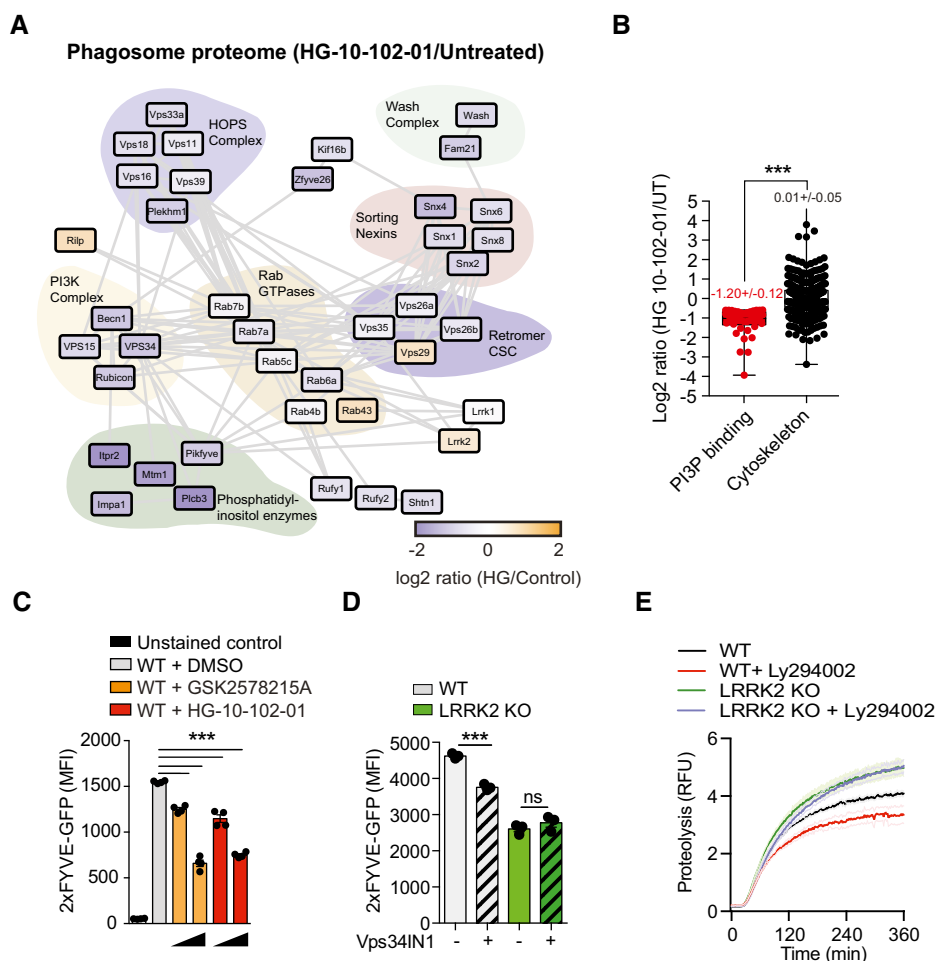 A
Phagosome proteome (HG-10-102-01/Untreated)
Vps33a
Vps18
Vps11
HOPS
Complex
Vps16
Vps39
Plekhm1
Kif16b
Zfyve26
Wash
Complex
Wash
Fam21
Sorting
Nexins
Snx4
Snx6
Snx1
Snx8
Snx2
Rilp
PI3K
Complex
Becn1
VPS15
VPS34
Rubicon
Rab
GTPases
Rab7b
Rab7a
Rab5c
Rab6a
Rab4b
Rab43
Vps26a
Vps35
Vps26b
Vps29
Retromer
CSC
Lrrk1
Lrrk2
Itpr2
Pikfyve
Mtm1
Impa1
Plcb3
Phosphatidyl-
inositol enzymes
Rufy1
Rufy2
Shtn1
-2
0
2
log2 ratio (HG/Control)
B
***
0.01+/-0.05
-1.20+/-0.12
Log2 ratio (HG 10-102-01/UT)
5
4
3
2
1
0
-1
-2
-3
-4
-5
PI3P binding
Cytoskeleton
C
Unstained control
WT + DMSO
WT + GSK2578215A
WT + HG-10-102-01
***
2xFYVE-GFP (MFI)
2000
1500
1000
500
0
D
WT
LRRK2 KO
***
ns
2xFYVE-GFP (MFI)
5000
4000
3000
2000
1000
0
Vps34IN1 - + - +
E
WT
WT+ Ly294002
LRRK2 KO
LRRK2 KO + Ly294002
Proteolysis (RFU)
6
4
2
0
0 120 240 360
Time (min)